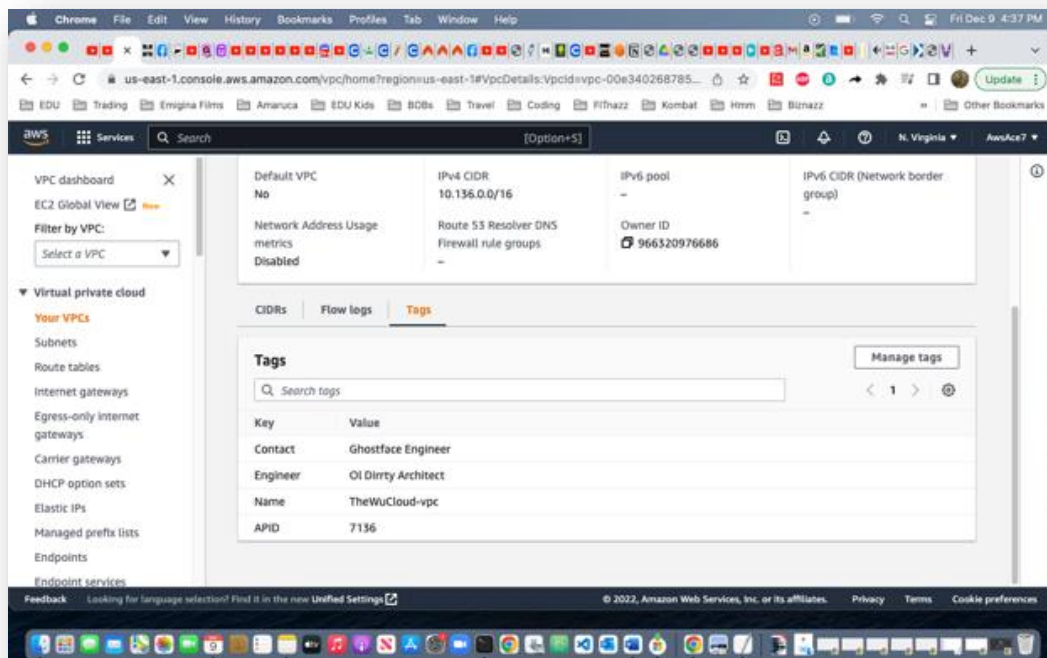 Chrome File Edit View History Bookmarks Profiles Tab Window Help Fri Dec 9 4:37 PM
us-east-1.console.aws.amazon.com/vpc/home?region=us-east-1#VpcDetails:VpcId=vpc-00e340268785... Update
EDU Trading Emigina Films Amaruca EDU Kids BOBs Travel Coding FITnazz Kombat Hmm Biznazz » Other Bookmarks
aws Services Search [Option+S] N. Virginia AwsAce7
VPC dashboard
EC2 Global View New
Filter by VPC:
Select a VPC
Virtual private cloud
Your VPCs
Subnets
Route tables
Internet gateways
Egress-only internet
gateways
Carrier gateways
DHCP option sets
Elastic IPs
Managed prefix lists
Endpoints
Endpoint services
Default VPC
No
IPv4 CIDR
10.136.0.0/16
IPv6 pool
–
IPv6 CIDR (Network border
group)
–
Network Address Usage
metrics
Disabled
Route 53 Resolver DNS
Firewall rule groups
–
Owner ID
966320976686
CIDRs Flow logs Tags
Tags Manage tags
Search tags 1
Key Value
Contact Ghostface Engineer
Engineer Ol Dirrty Architect
Name TheWuCloud-vpc
APID 7136
Feedback Looking for language selection? Find it in the new Unified Settings © 2022, Amazon Web Services, Inc. or its affiliates. Privacy Terms Cookie preferences